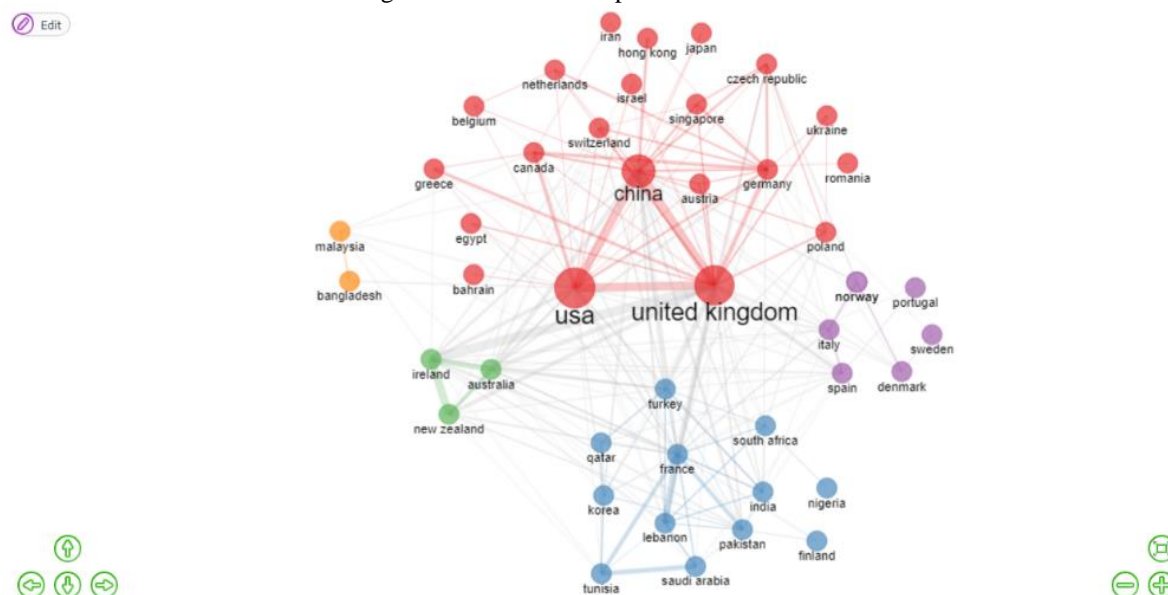 Edit
iran
hong kong
japan
netherlands
czech republic
israel
belgium
singapore
ukraine
switzerland
canada
greece
china
austria
germany
romania
egypt
poland
malaysia
bangladesh
bahrain
usa
united kingdom
norway
portugal
italy
sweden
ireland
australia
spain
denmark
new zealand
turkey
south africa
qatar
france
korea
india
nigeria
lebanon
pakistan
finland
tunisia
saudi arabia